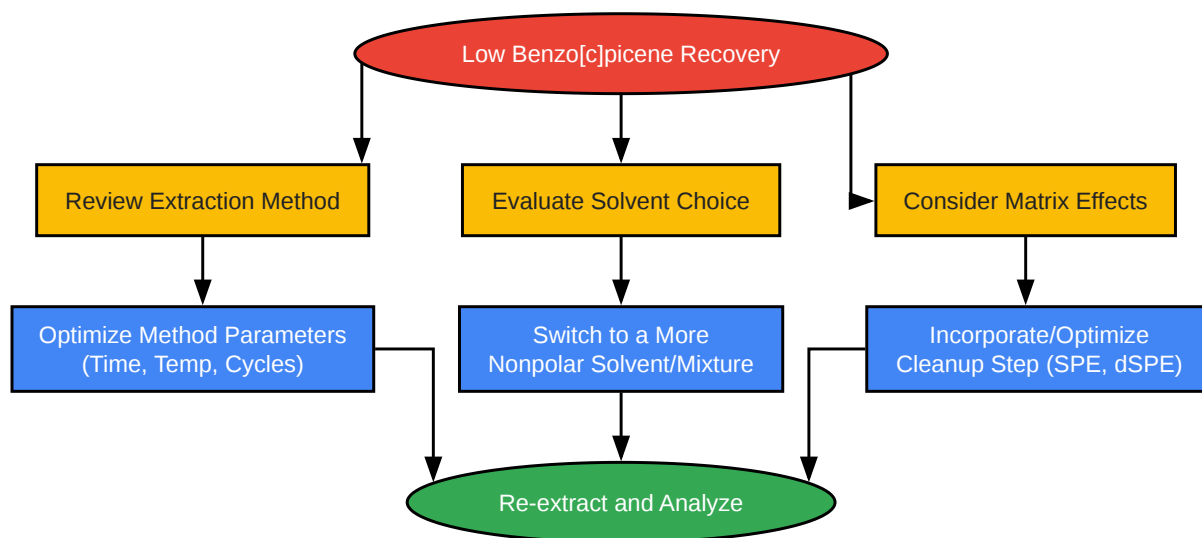 Low Benzo[c]picene Recovery
Review Extraction Method
Evaluate Solvent Choice
Consider Matrix Effects
Optimize Method Parameters
(Time, Temp, Cycles)
Switch to a More
Nonpolar Solvent/Mixture
Incorporate/Optimize
Cleanup Step (SPE, dSPE)
Re-extract and Analyze